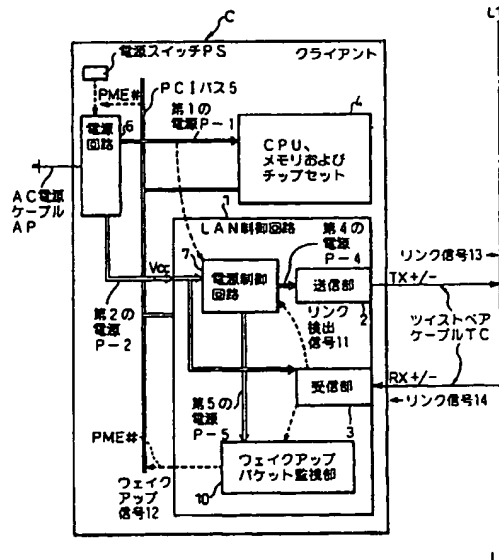 C
L1
電源スイッチPS
クライアント
PME#
PCIバス5
第1の
電源P-1
6
電源
回路
4
CPU、
メモリおよび
チップセット
AC電源
ケーブル
AP
1
LAN制御回路
第4の
電源
P-4
7
Vcc
電源制御
回路
送信部
2
リンク信号13
TX+/-
第2の
電源
P-2
リンク
検出
信号11
ツイストペア
ケーブルTC
受信部
3
RX+/-
リンク信号14
第5の
電源
P-5
PME#
ウェイクアップ
パケット監視部
10
ウェイク
アップ
信号12